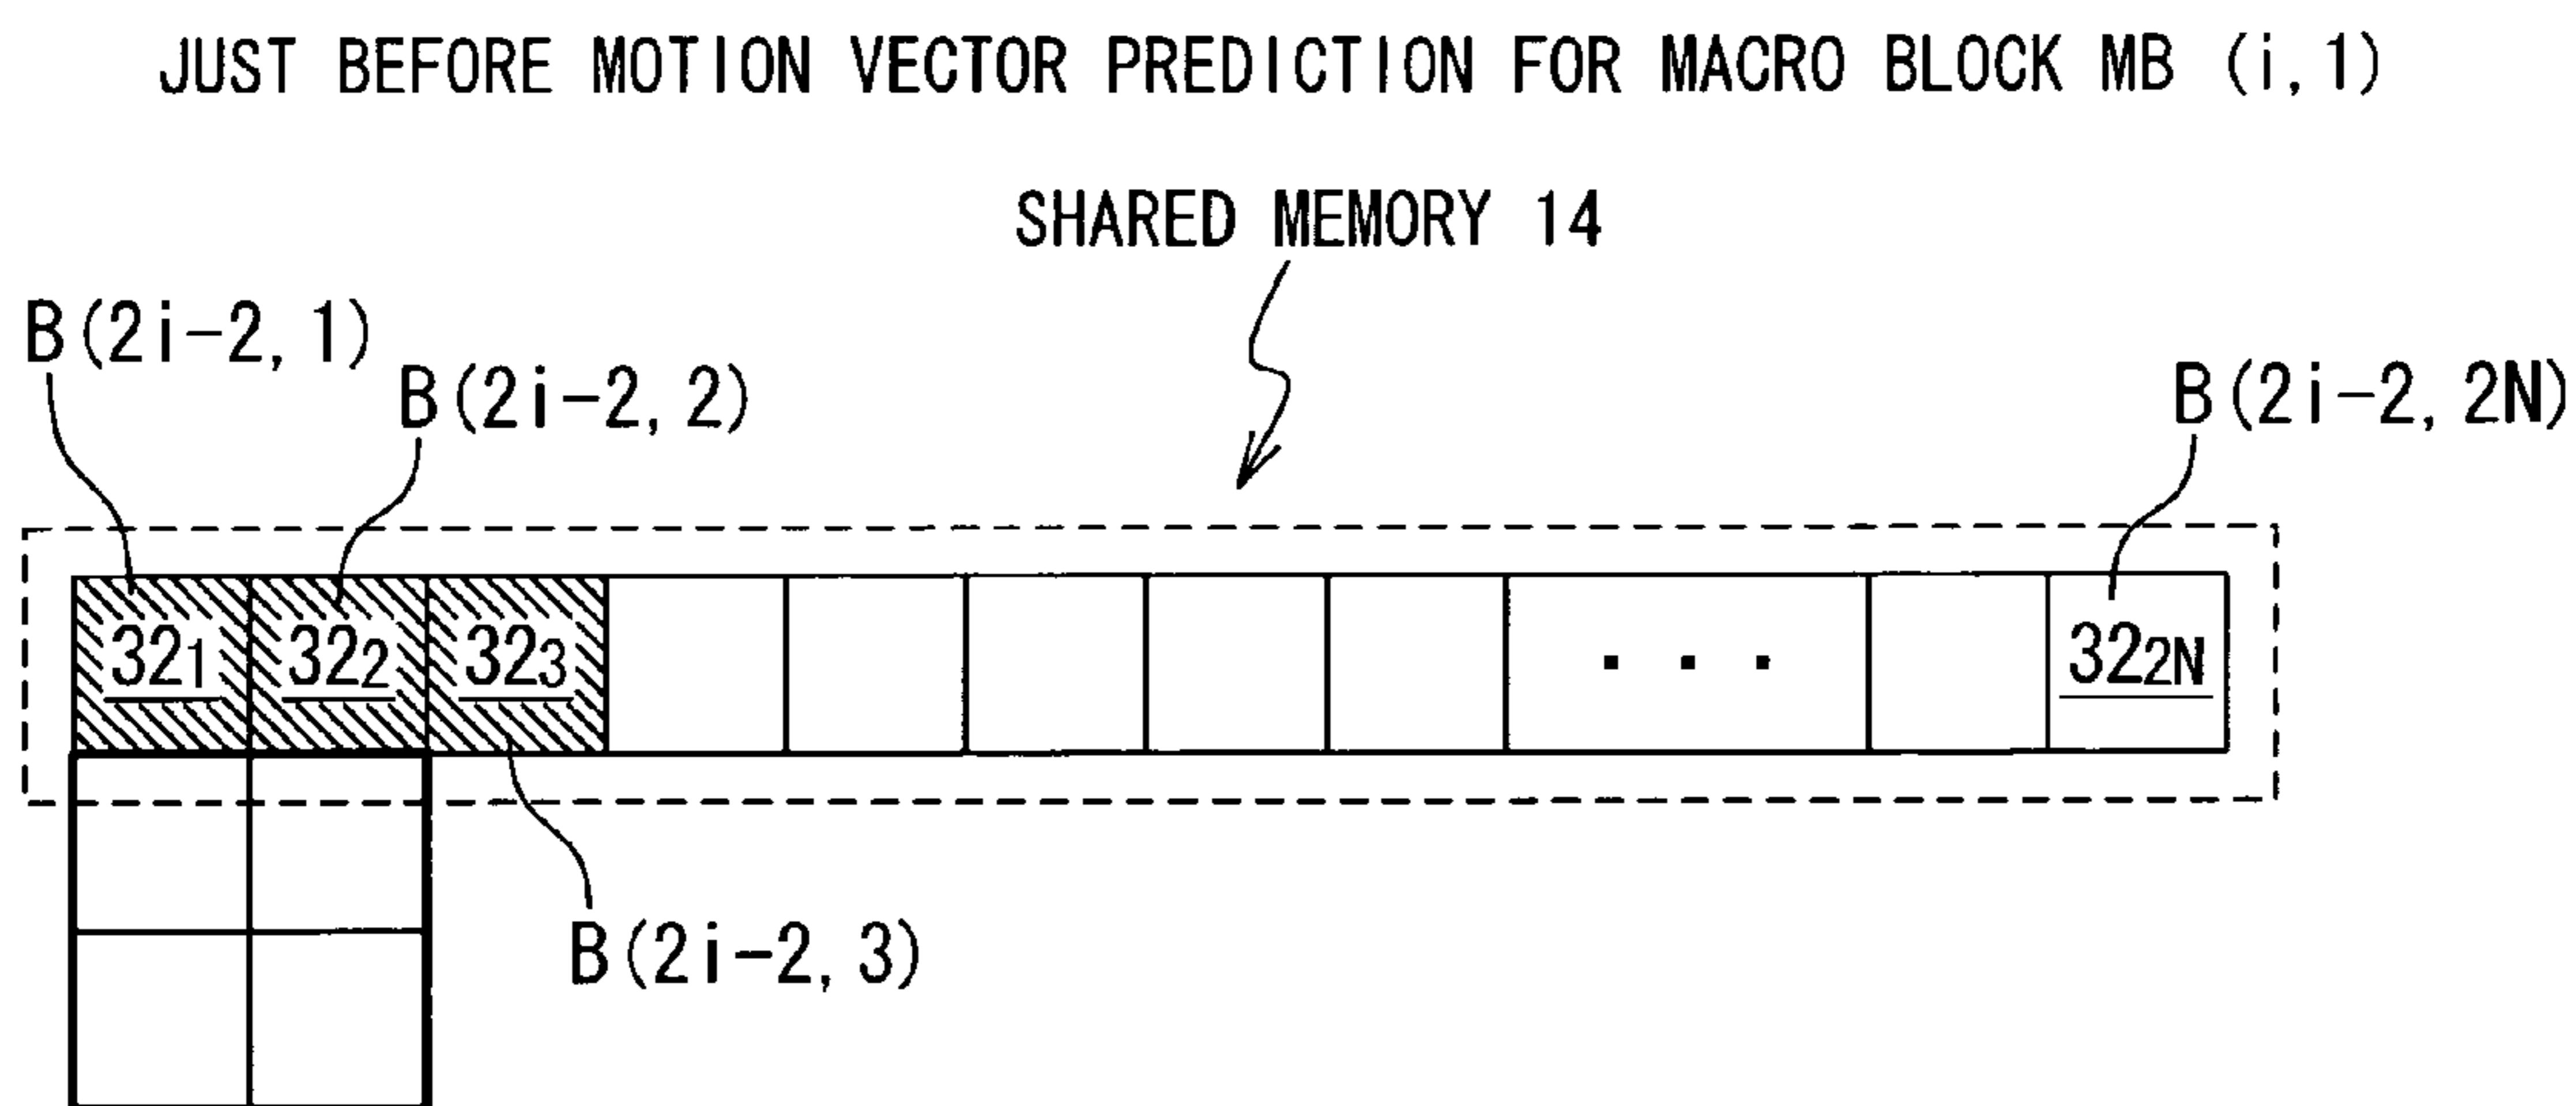 JUST BEFORE MOTION VECTOR PREDICTION FOR MACRO BLOCK MB (i,1)
SHARED MEMORY 14
B(2i-2,1)
B(2i-2,2)
B(2i-2,2N)
32₁ 32₂ 32₃ ... 32₂N
B(2i-2,3)